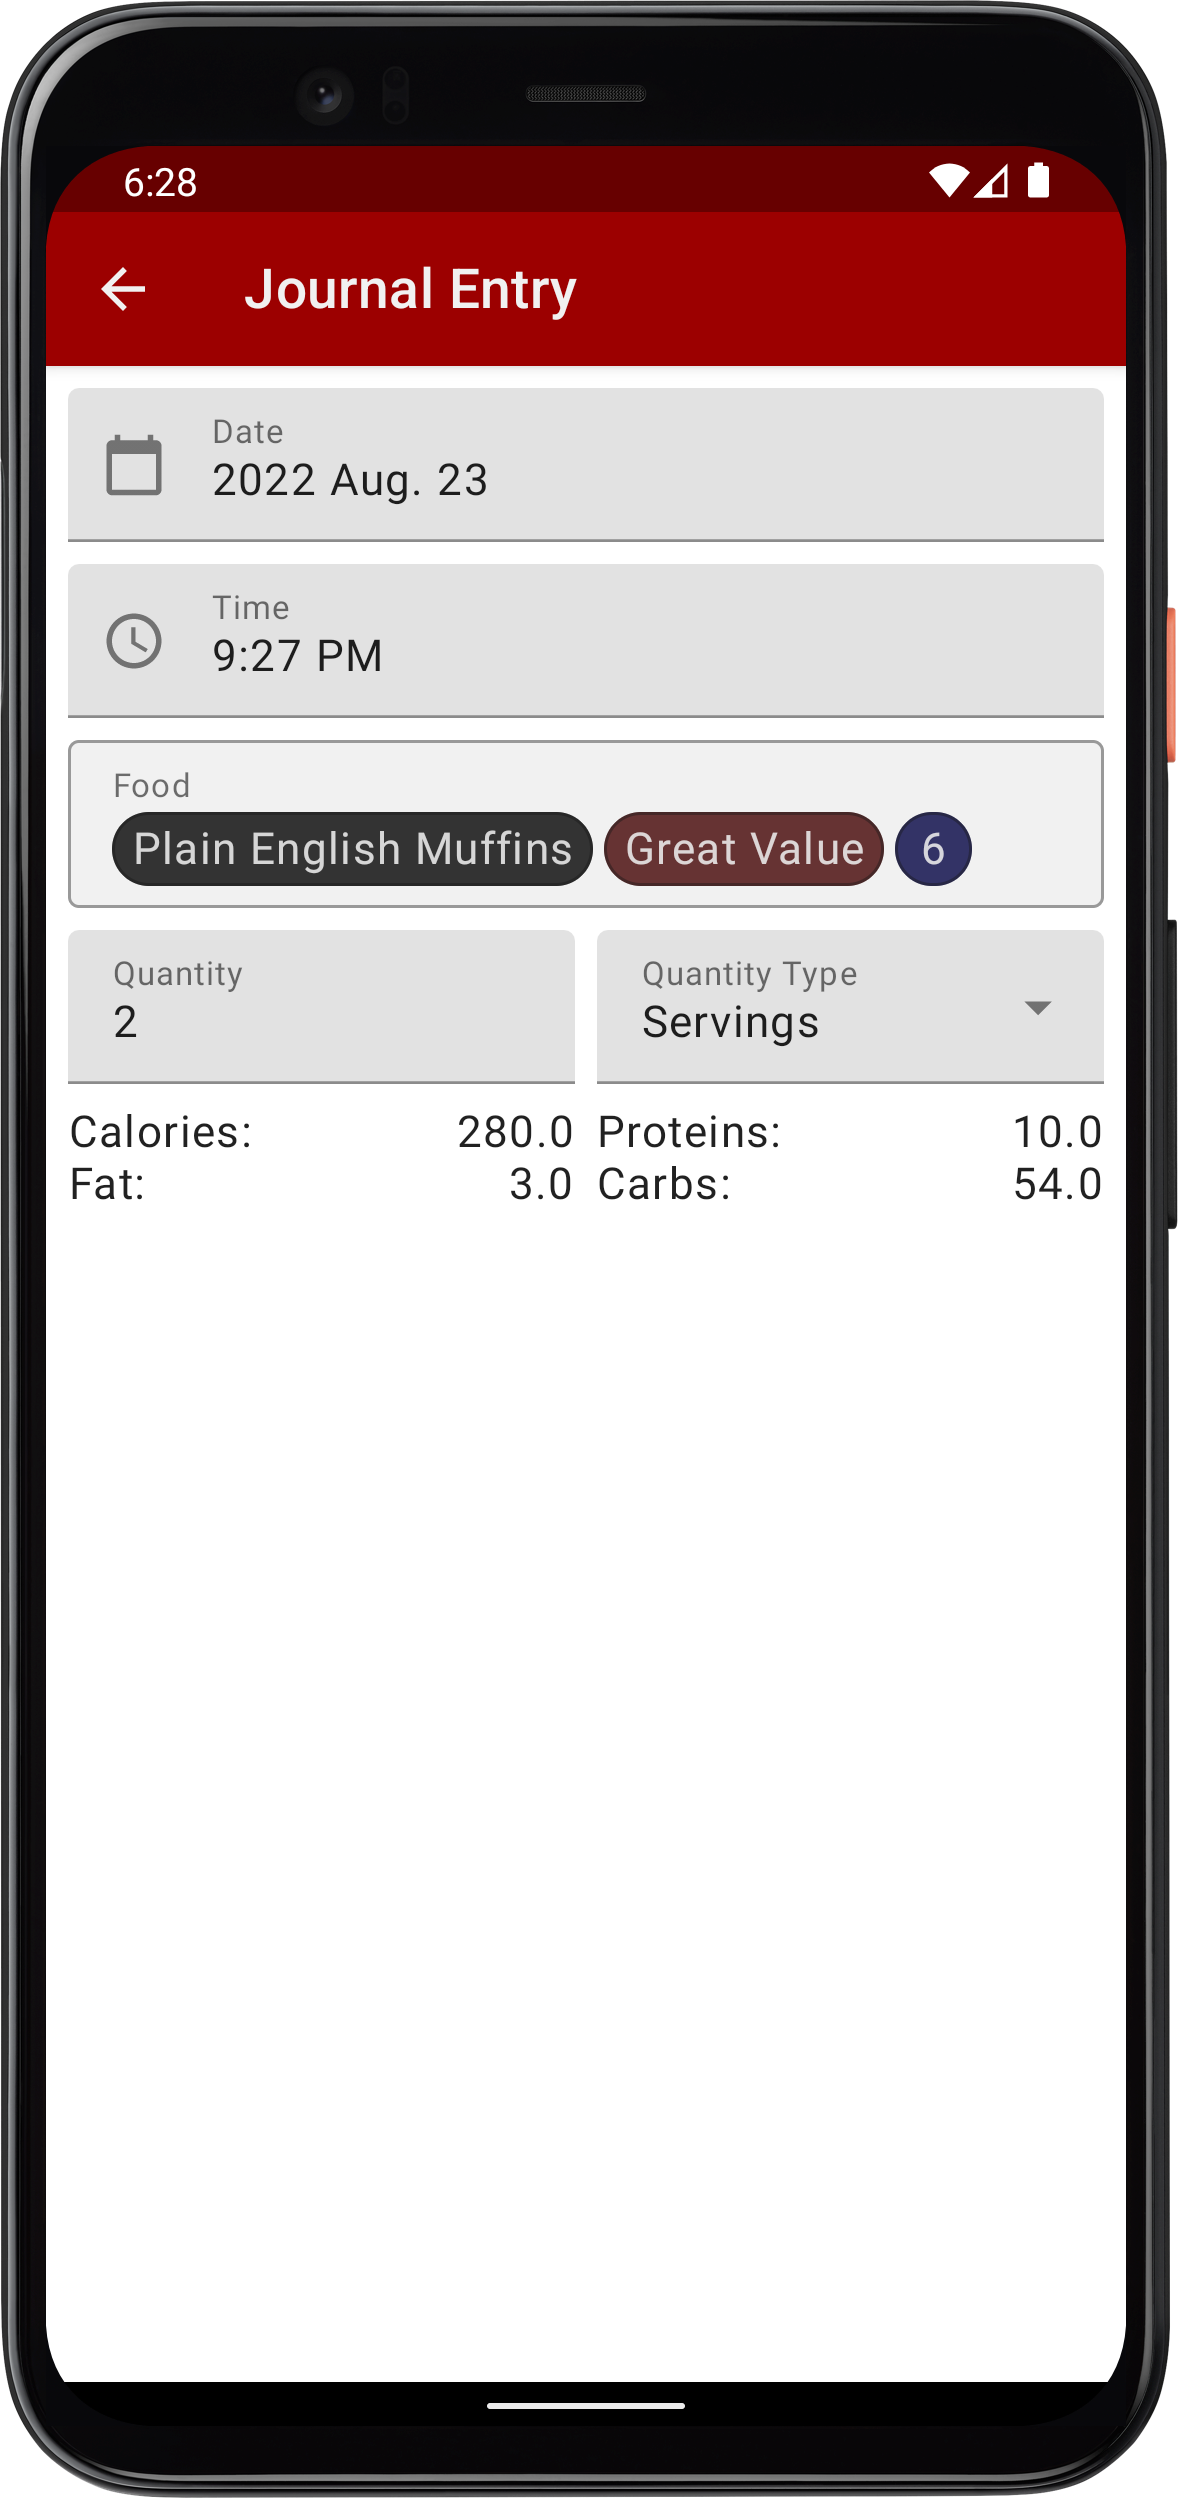 6:28
Journal Entry
Date
2022 Aug. 23
Time
9:27 PM
Food
Plain English Muffins Great Value 6
Quantity Quantity Type
2 Servings
Calories: 280.0 Proteins: 10.0
Fat: 3.0 Carbs: 54.0